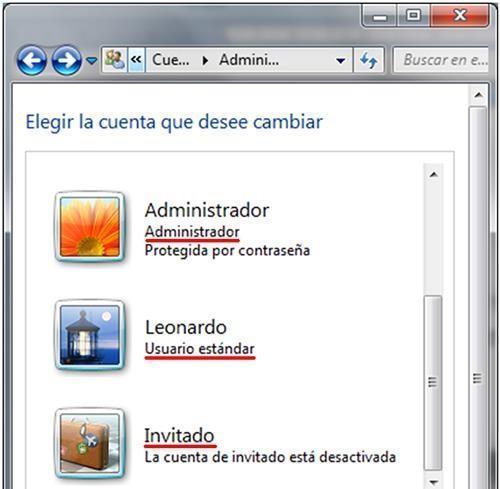 « Cue... ▸ Admini...
Buscar en e...
Elegir la cuenta que desee cambiar
Administrador
Administrador
Protegida por contraseña
Leonardo
Usuario estándar
Invitado
La cuenta de invitado está desactivada